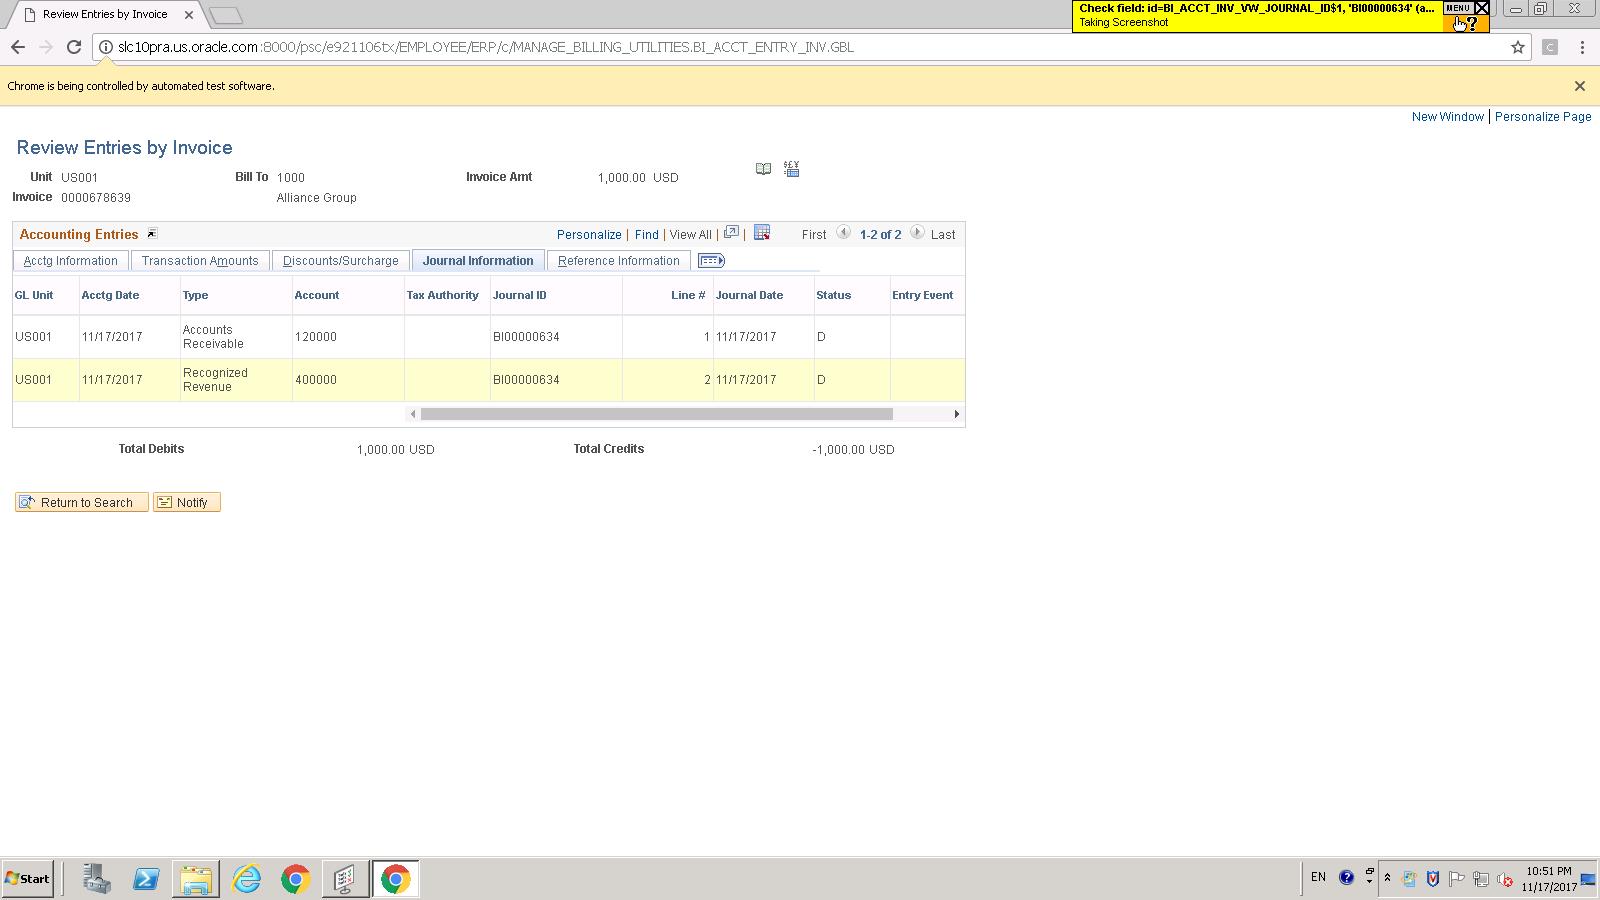 Review Entries by Invoice
Check field: id=BI_ACCT_INV_VW_JOURNAL_ID$1, 'BI00000634' (a...
MENU
Taking Screenshot
slc10pra.us.oracle.com:8000/psc/e921106tx/EMPLOYEE/ERP/c/MANAGE_BILLING_UTILITIES.BI_ACCT_ENTRY_INV.GBL
Chrome is being controlled by automated test software.
New Window | Personalize Page
Review Entries by Invoice
Unit US001 Bill To 1000 Invoice Amt 1,000.00 USD
Invoice 0000678639 Alliance Group
Accounting Entries Personalize | Find | View All | | First 1-2 of 2 Last
Acctg Information Transaction Amounts Discounts/Surcharge Journal Information Reference Information
GL Unit Acctg Date Type Account Tax Authority Journal ID Line # Journal Date Status Entry Event
US001 11/17/2017 Accounts Receivable 120000 BI00000634 1 11/17/2017 D
US001 11/17/2017 Recognized Revenue 400000 BI00000634 2 11/17/2017 D
Total Debits 1,000.00 USD Total Credits -1,000.00 USD
Return to Search Notify
Start EN 10:51 PM
11/17/2017